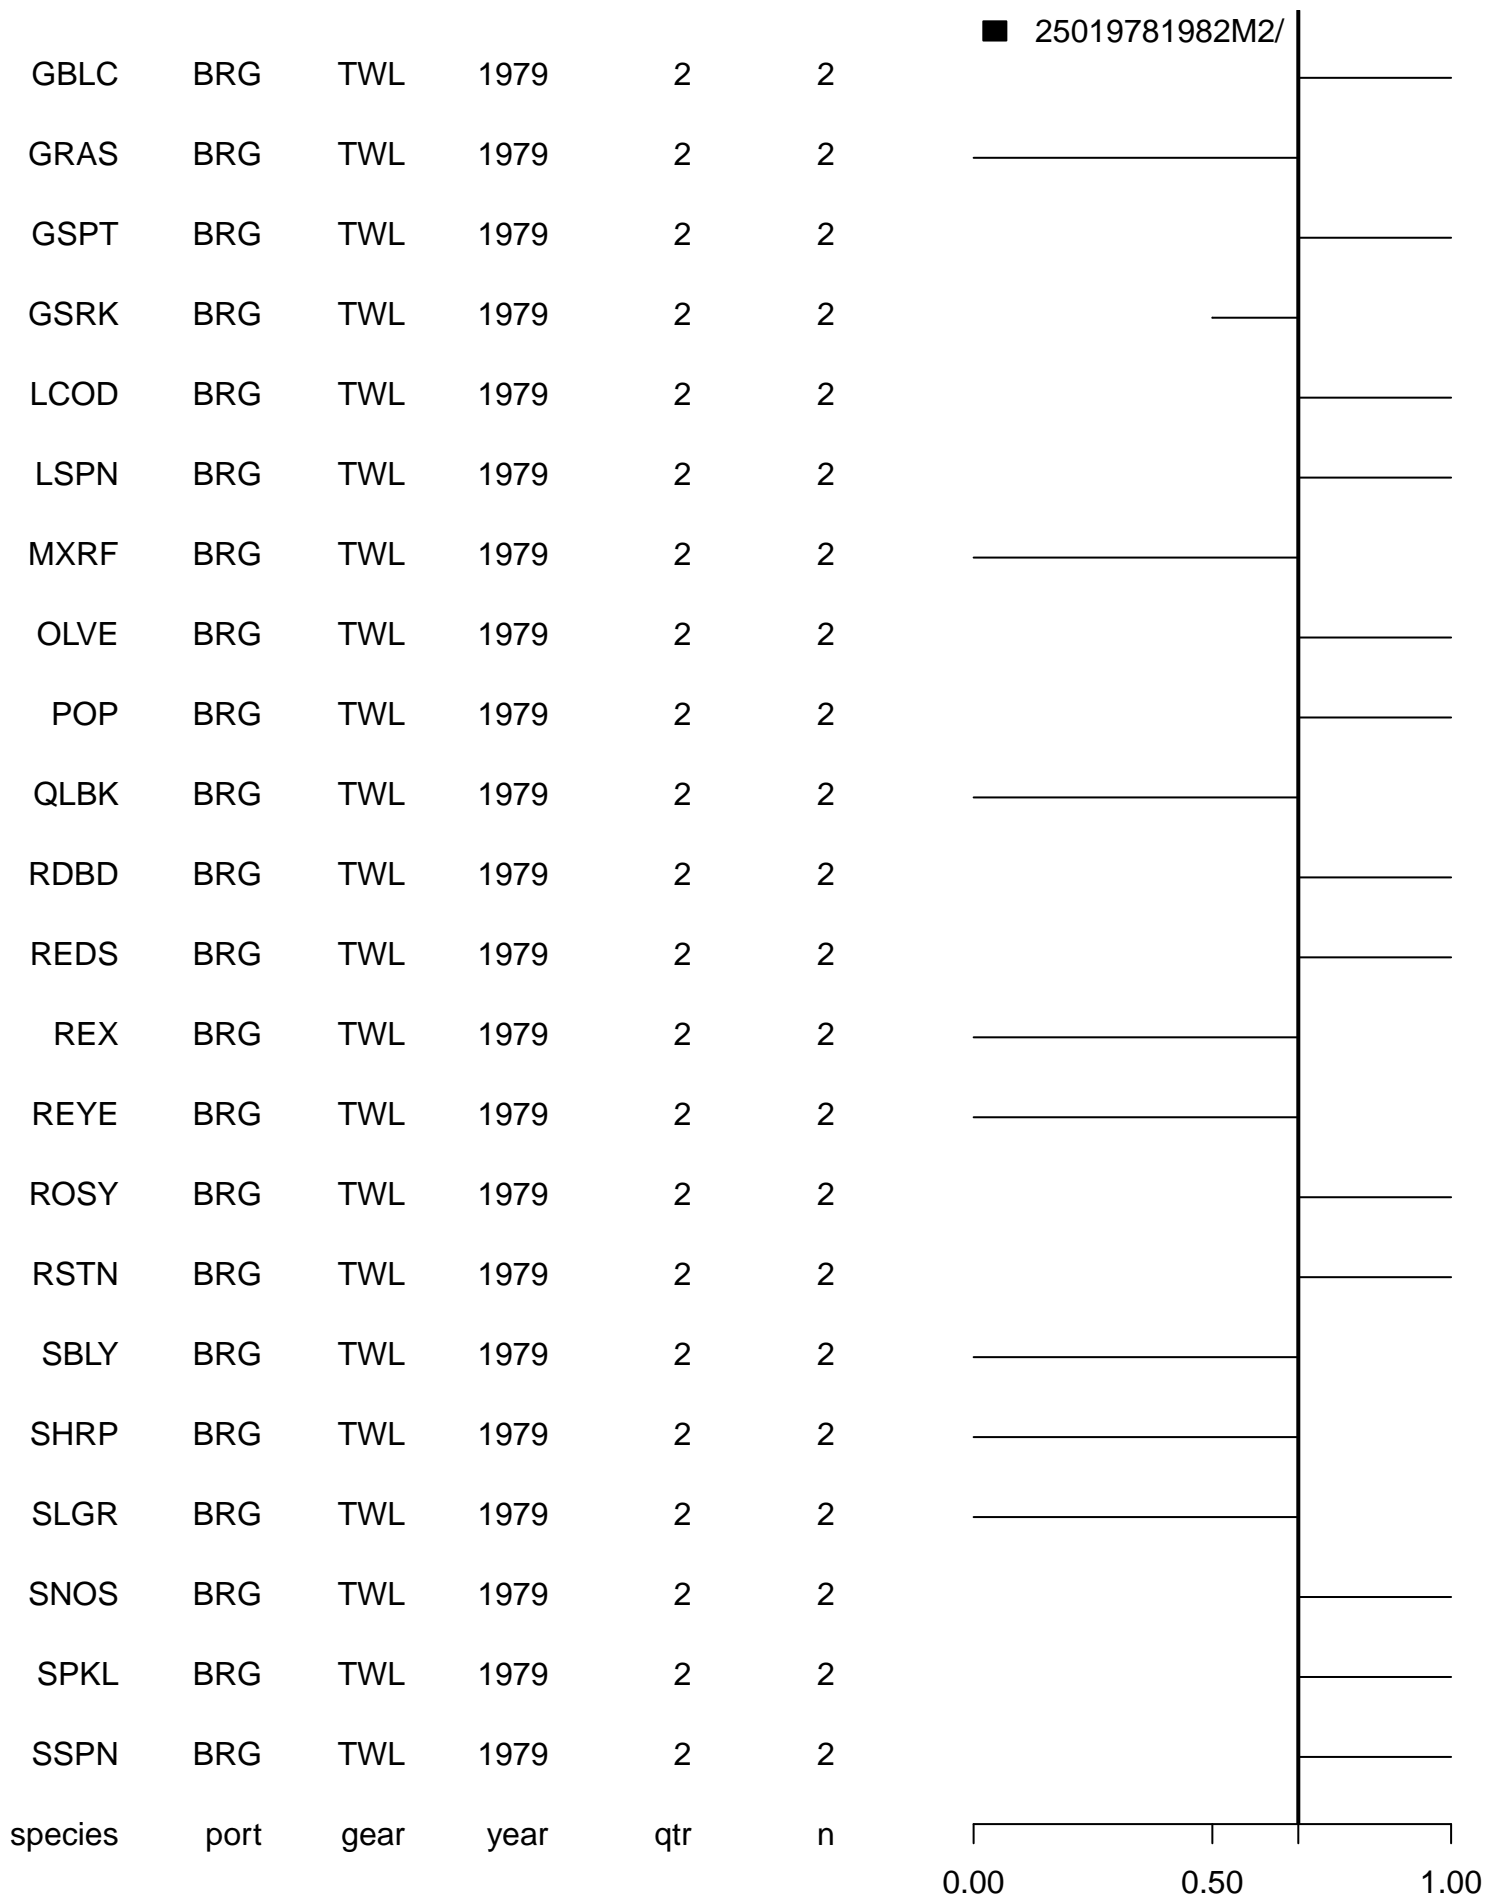 25019781982M2/
GBLC BRG TWL 1979 2 2
GRAS BRG TWL 1979 2 2
GSPT BRG TWL 1979 2 2
GSRK BRG TWL 1979 2 2
LCOD BRG TWL 1979 2 2
LSPN BRG TWL 1979 2 2
MXRF BRG TWL 1979 2 2
OLVE BRG TWL 1979 2 2
POP BRG TWL 1979 2 2
QLBK BRG TWL 1979 2 2
RDBD BRG TWL 1979 2 2
REDS BRG TWL 1979 2 2
REX BRG TWL 1979 2 2
REYE BRG TWL 1979 2 2
ROSY BRG TWL 1979 2 2
RSTN BRG TWL 1979 2 2
SBLY BRG TWL 1979 2 2
SHRP BRG TWL 1979 2 2
SLGR BRG TWL 1979 2 2
SNOS BRG TWL 1979 2 2
SPKL BRG TWL 1979 2 2
SSPN BRG TWL 1979 2 2
species port gear year qtr n
0.00 0.50 1.00